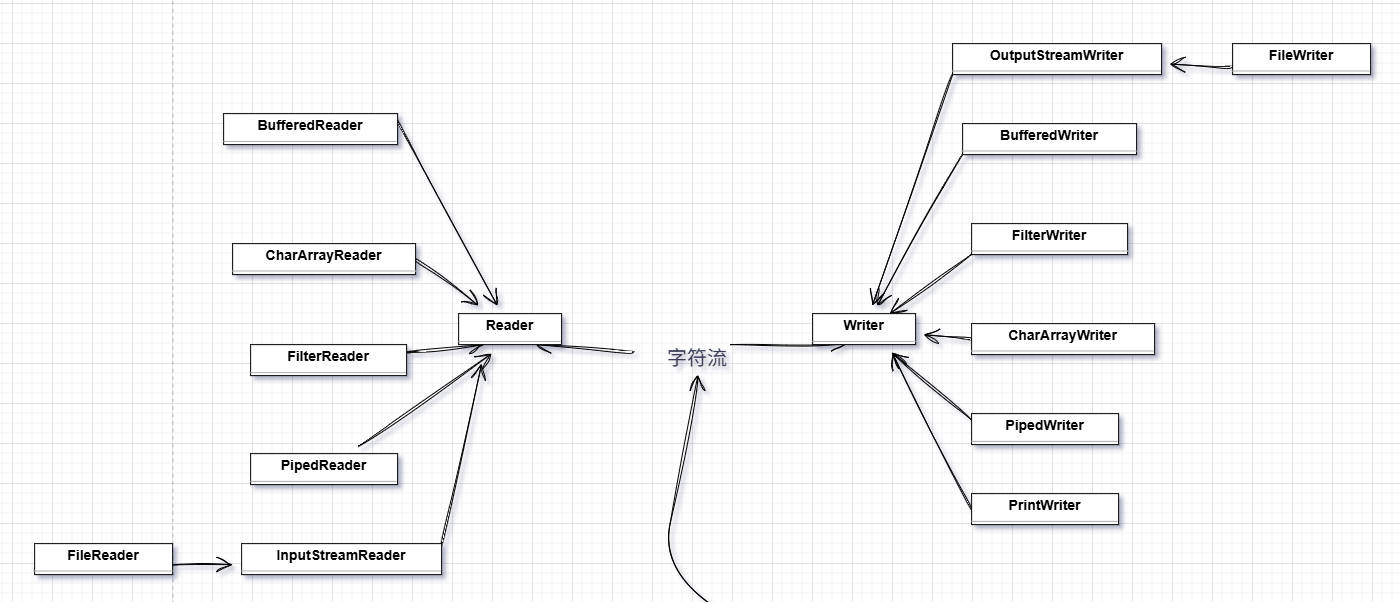 OutputStreamWriter
FileWriter
BufferedReader
BufferedWriter
FilterWriter
CharArrayReader
Reader
Writer
CharArrayWriter
FilterReader
字符流
PipedWriter
PipedReader
PrintWriter
FileReader
InputStreamReader